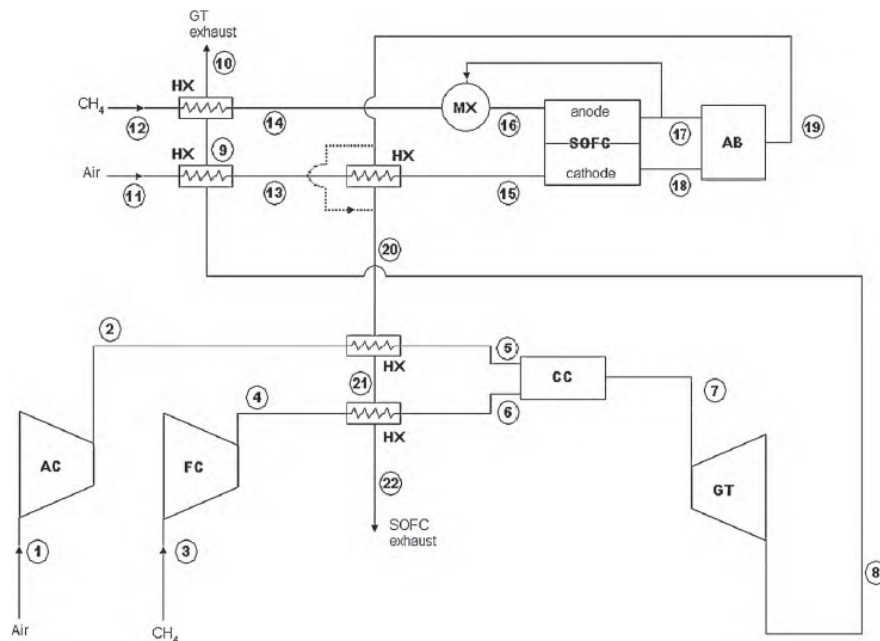 GT
exhaust
10
HX
CH₄
12
14
MX
16
anode
SOFC
cathode
17
AB
19
HX
9
HX
Air
11
13
15
18
20
2
5
HX
CC
7
4
21
6
HX
AC
FC
GT
22
SOFC
exhaust
1
3
8
Air
CH₄